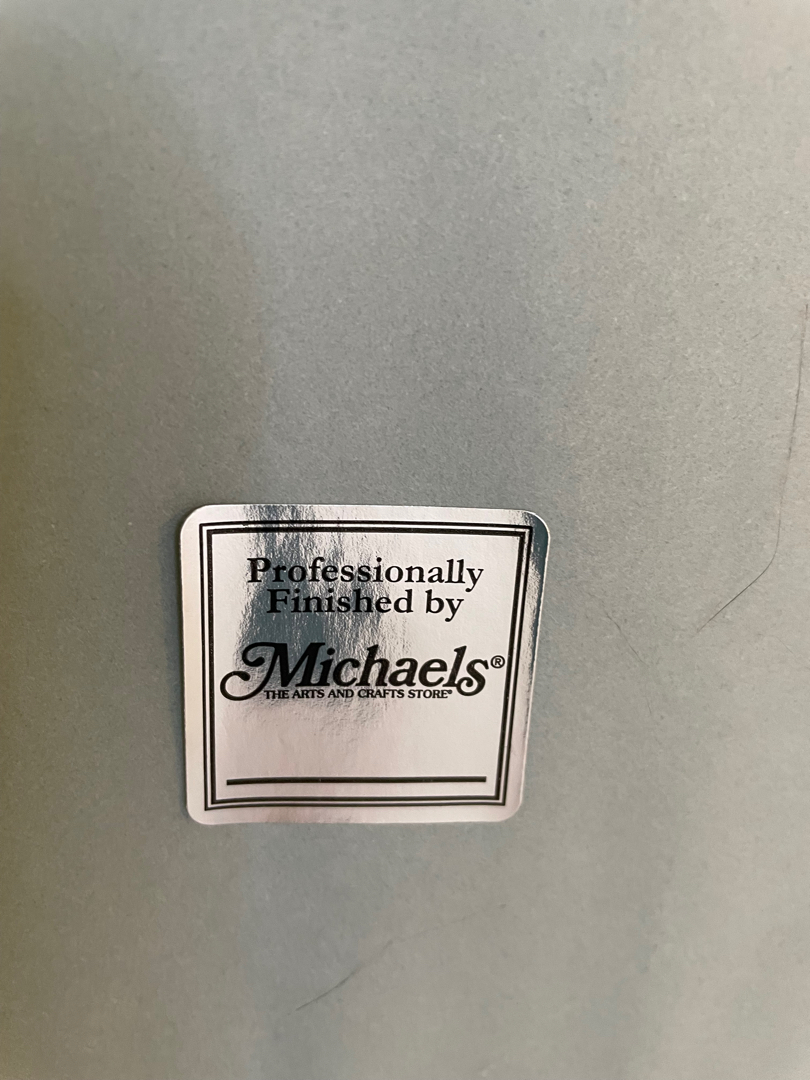 Professionally
Finished by
Michaels®
THE ARTS AND CRAFTS STORE®